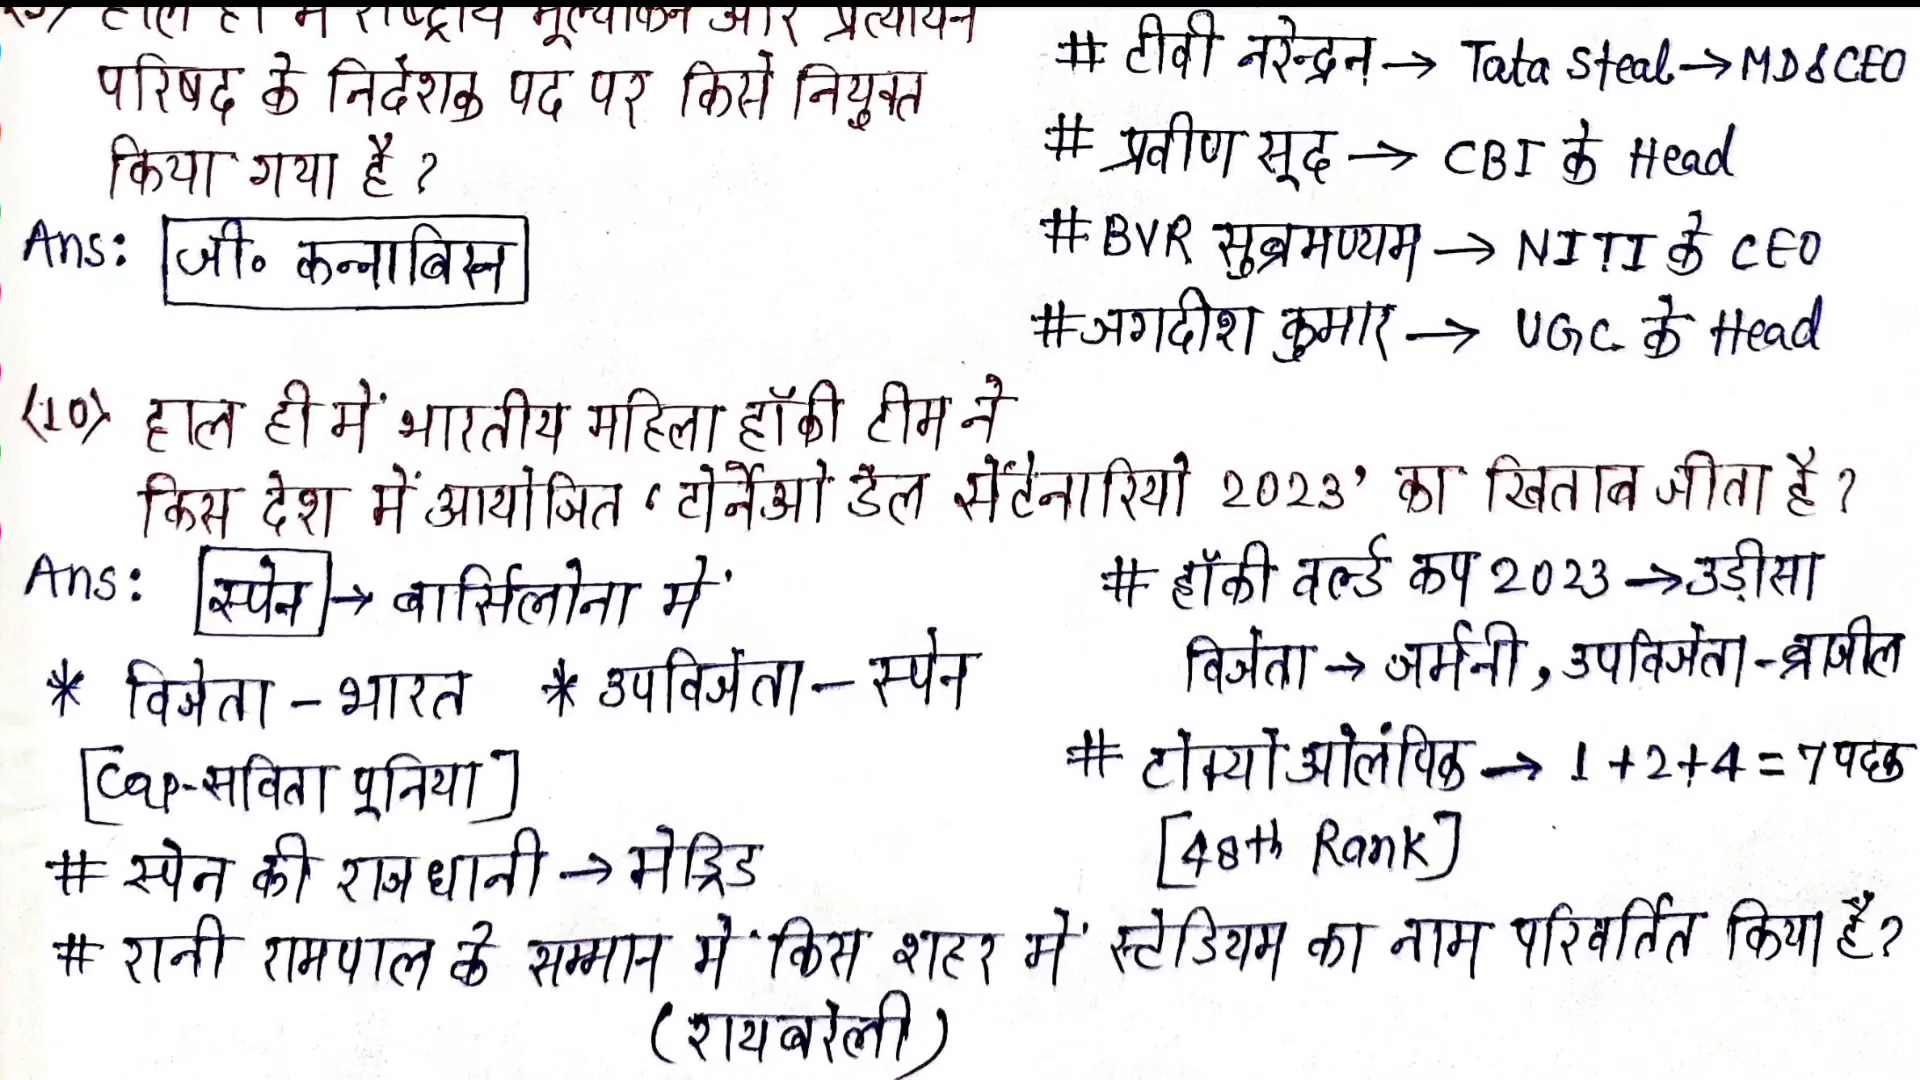 हाल ही में राष्ट्रीय मूल्यांकन और प्रत्यायन
परिषद के निदेशक पद पर किसे नियुक्त
किया गया है ?
Ans: जी. कन्नाबिरन
# टीवी नरेन्द्रन → Tata Steal → MD & CEO
# प्रवीण सूद → CBI के Head
# BVR सुब्रमण्यम → NITI के CEO
# जगदीश कुमार → UGC के Head
(10) हाल ही में भारतीय महिला हॉकी टीम ने
किस देश में आयोजित ‘टोर्नेओ डेल सेंटेनारियो 2023’ का खिताब जीता है ?
Ans: स्पेन → बार्सिलोना में
* विजेता - भारत * उपविजेता - स्पेन
[Cap-सविता पूनिया]
# स्पेन की राजधानी → मेड्रिड
# हॉकी वर्ल्ड कप 2023 → उड़ीसा
विजेता → जर्मनी, उपविजेता - ब्राजील
# टोक्यो ओलंपिक → 1+2+4=7 पदक
[48th Rank]
# रानी रामपाल के सम्मान में किस शहर में स्टेडियम का नाम परिवर्तित किया है ?
(रायबरेली)